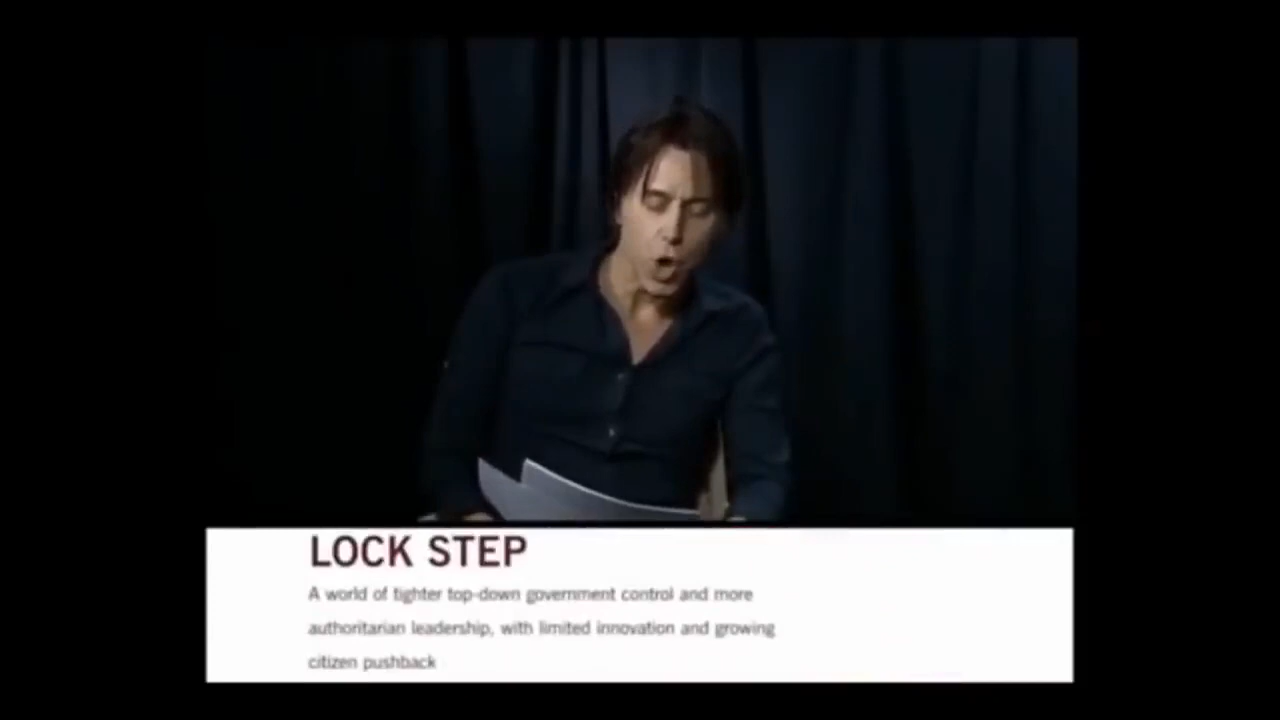 LOCK STEP
A world of tighter top-down government control and more
authoritarian leadership, with limited innovation and growing
citizen pushback